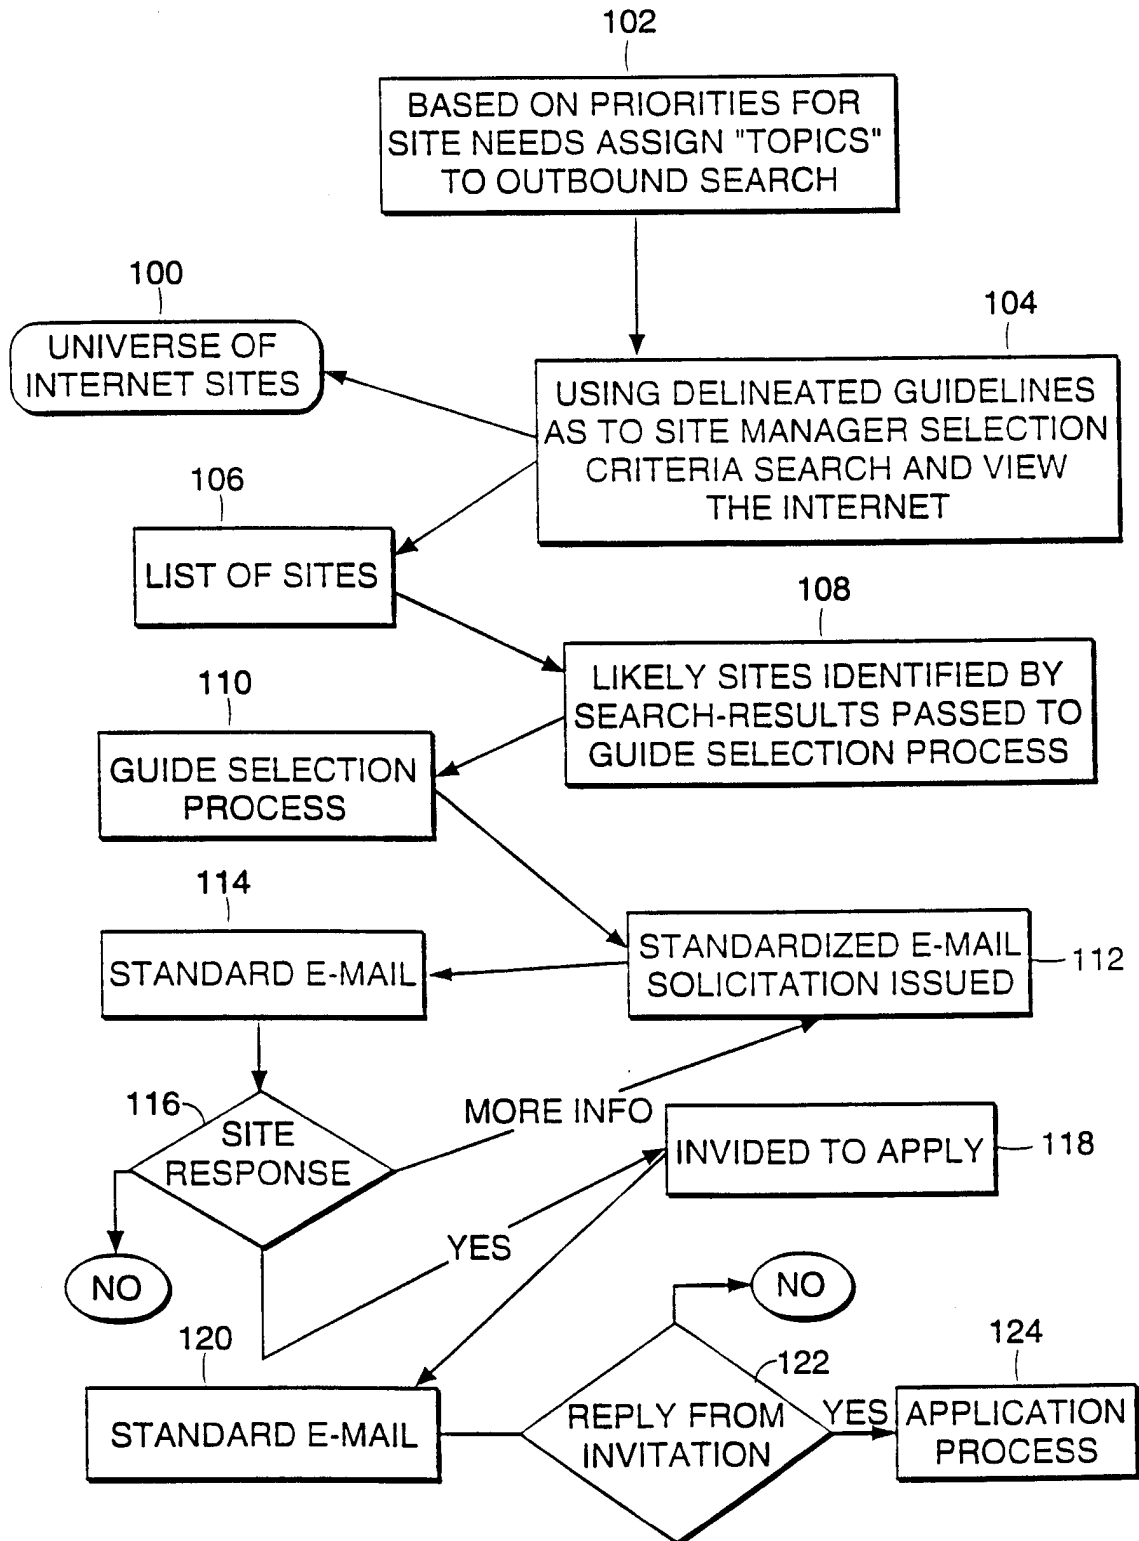 102
BASED ON PRIORITIES FOR
SITE NEEDS ASSIGN "TOPICS"
TO OUTBOUND SEARCH
100
UNIVERSE OF
INTERNET SITES
104
USING DELINEATED GUIDELINES
AS TO SITE MANAGER SELECTION
CRITERIA SEARCH AND VIEW
THE INTERNET
106
LIST OF SITES
108
LIKELY SITES IDENTIFIED BY
SEARCH-RESULTS PASSED TO
GUIDE SELECTION PROCESS
110
GUIDE SELECTION
PROCESS
114
STANDARD E-MAIL
STANDARDIZED E-MAIL
SOLICITATION ISSUED
112
116
SITE
RESPONSE
MORE INFO
INVIDED TO APPLY
118
YES
NO
NO
120
STANDARD E-MAIL
122
REPLY FROM
INVITATION
YES
124
APPLICATION
PROCESS